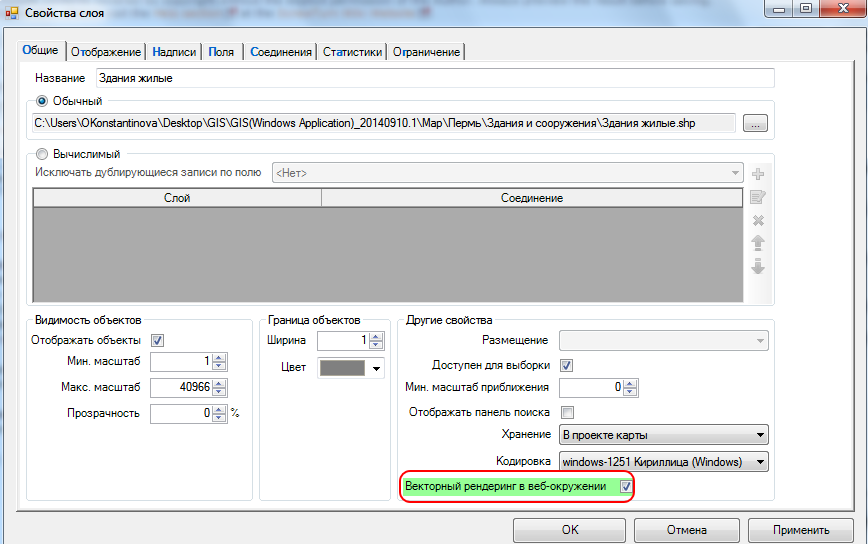 Свойства слоя
Общие Отображение Надписи Поля Соединения Статистики Ограничение
Название Здания жилые
Обычный
C:\Users\OKonstantinova\Desktop\GIS\GIS(Windows Application)_20140910.1\Map\Пермь\Здания и сооружения\Здания жилые.shp ...
Вычислимый
Исключать дублирующиеся записи по полю <Нет>
Слой Соединение
Видимость объектов
Отображать объекты
Мин. масштаб 1
Макс. масштаб 40966
Прозрачность 0 %
Граница объектов
Ширина 1
Цвет
Другие свойства
Размещение
Доступен для выборки
Мин. масштаб приближения 0
Отображать панель поиска
Хранение В проекте карты
Кодировка windows-1251 Кириллица (Windows)
Векторный рендеринг в веб-окружении
OK Отмена Применить